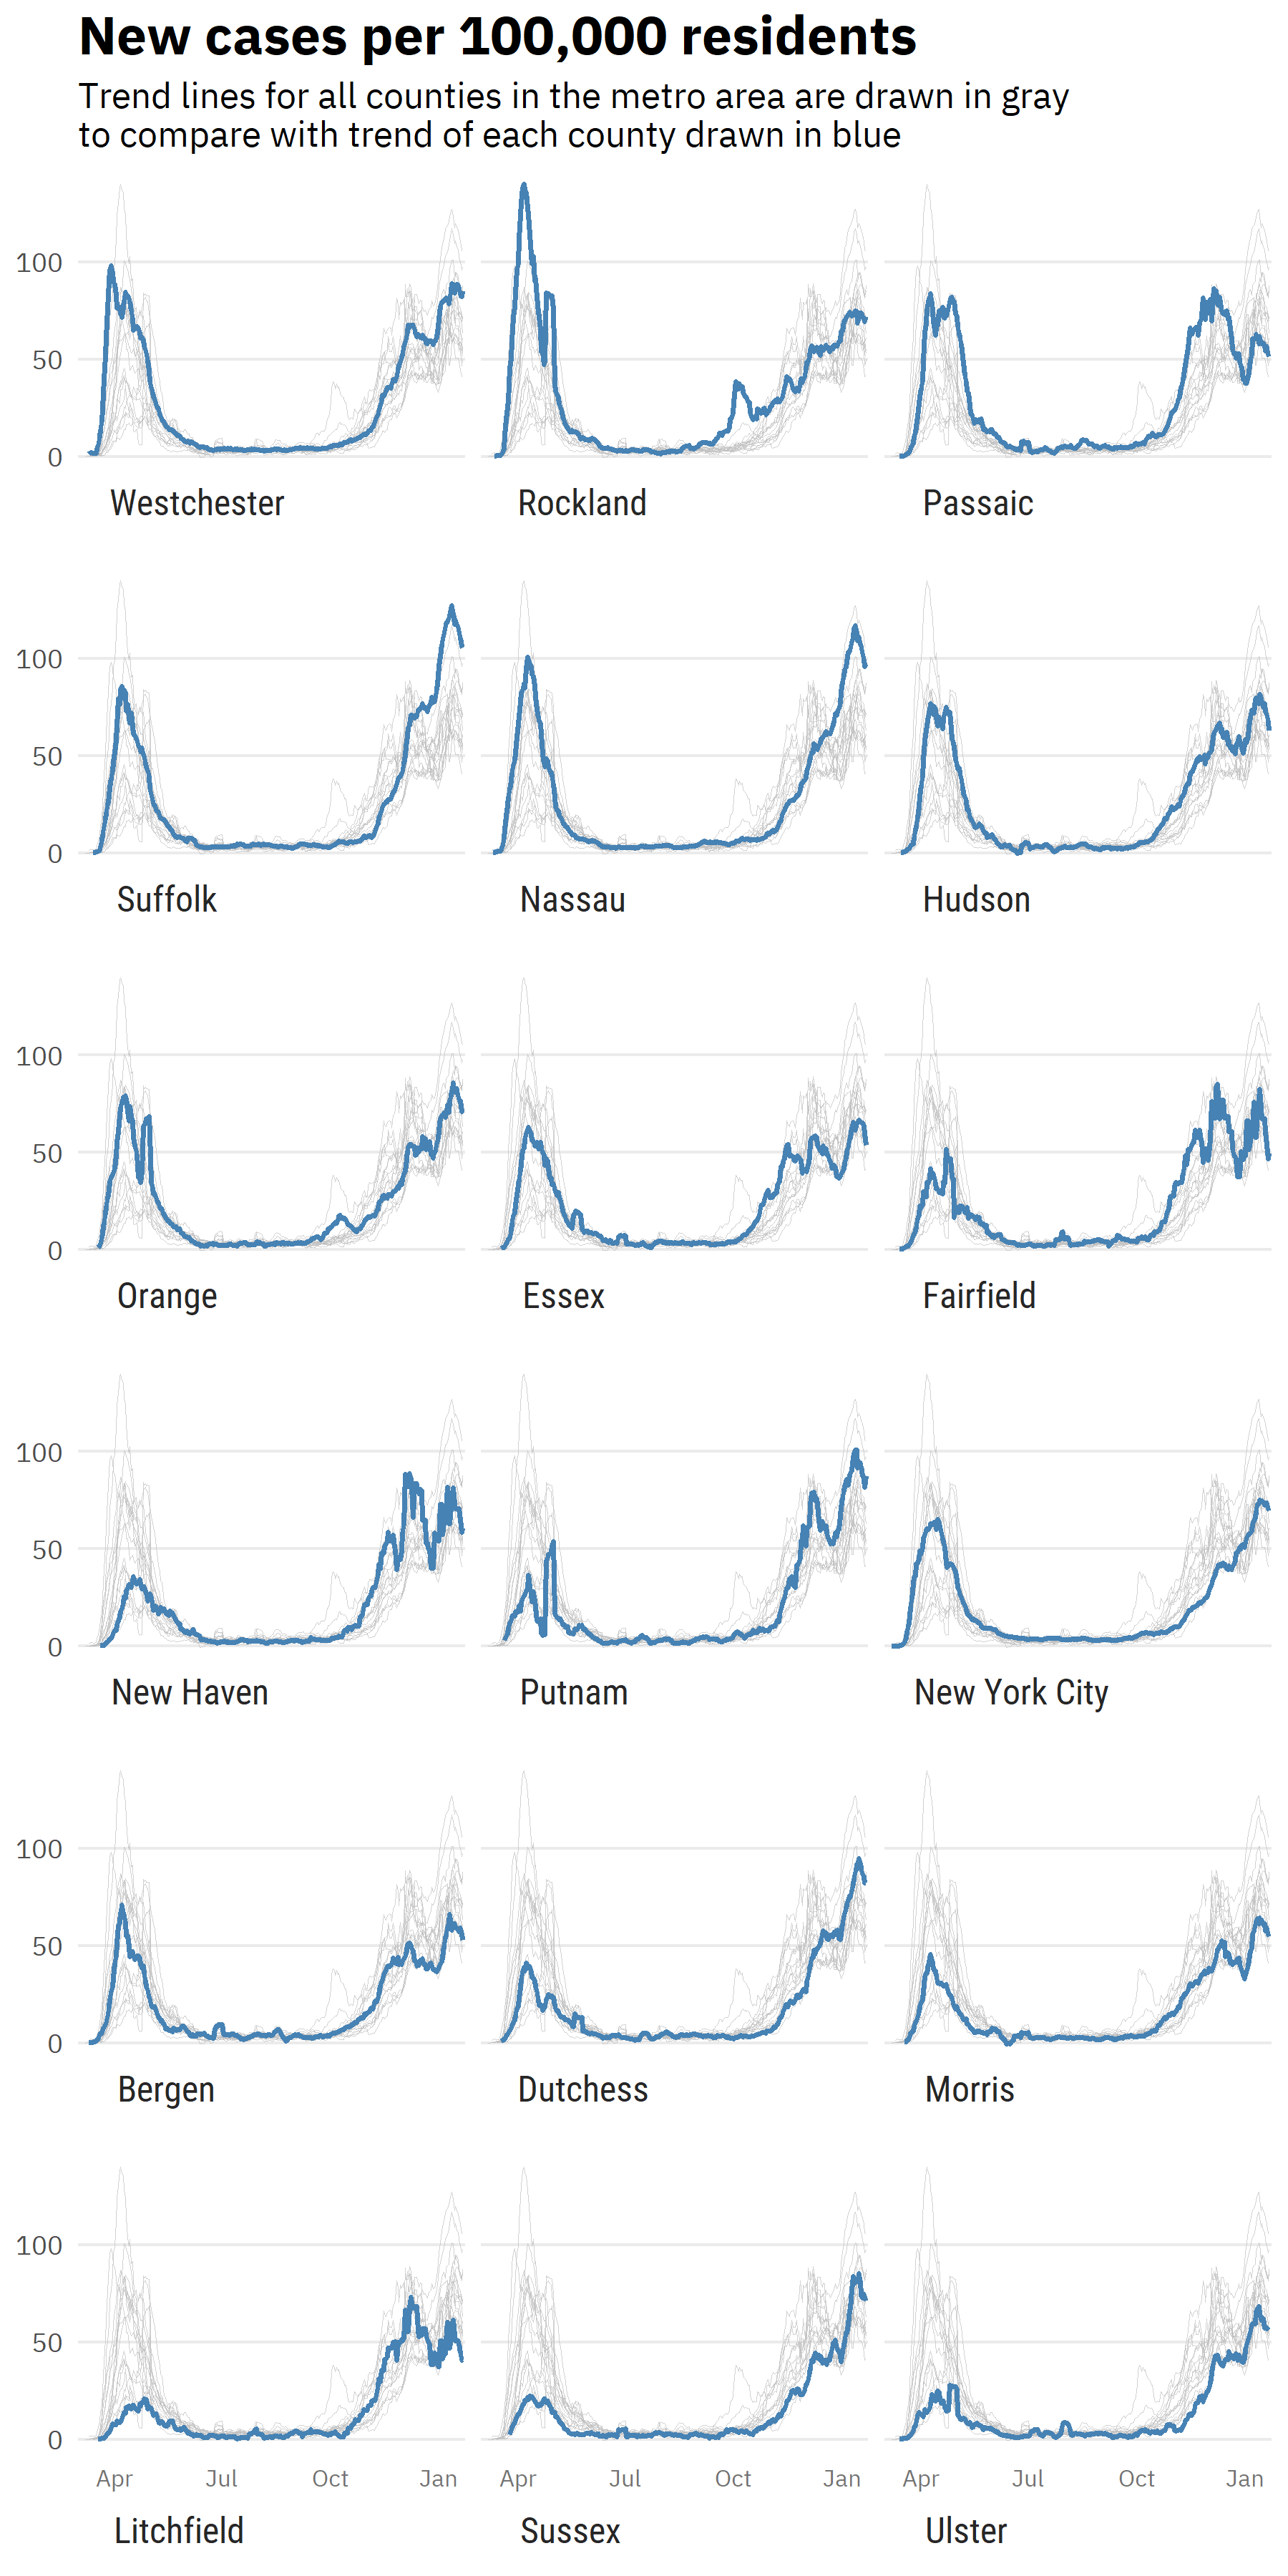 New cases per 100,000 residents
Trend lines for all counties in the metro area are drawn in gray
to compare with trend of each county drawn in blue
100
50
0
Westchester Rockland Passaic
100
50
0
Suffolk Nassau Hudson
100
50
0
Orange Essex Fairfield
100
50
0
New Haven Putnam New York City
100
50
0
Bergen Dutchess Morris
100
50
0
Apr Jul Oct Jan Apr Jul Oct Jan Apr Jul Oct Jan
Litchfield Sussex Ulster